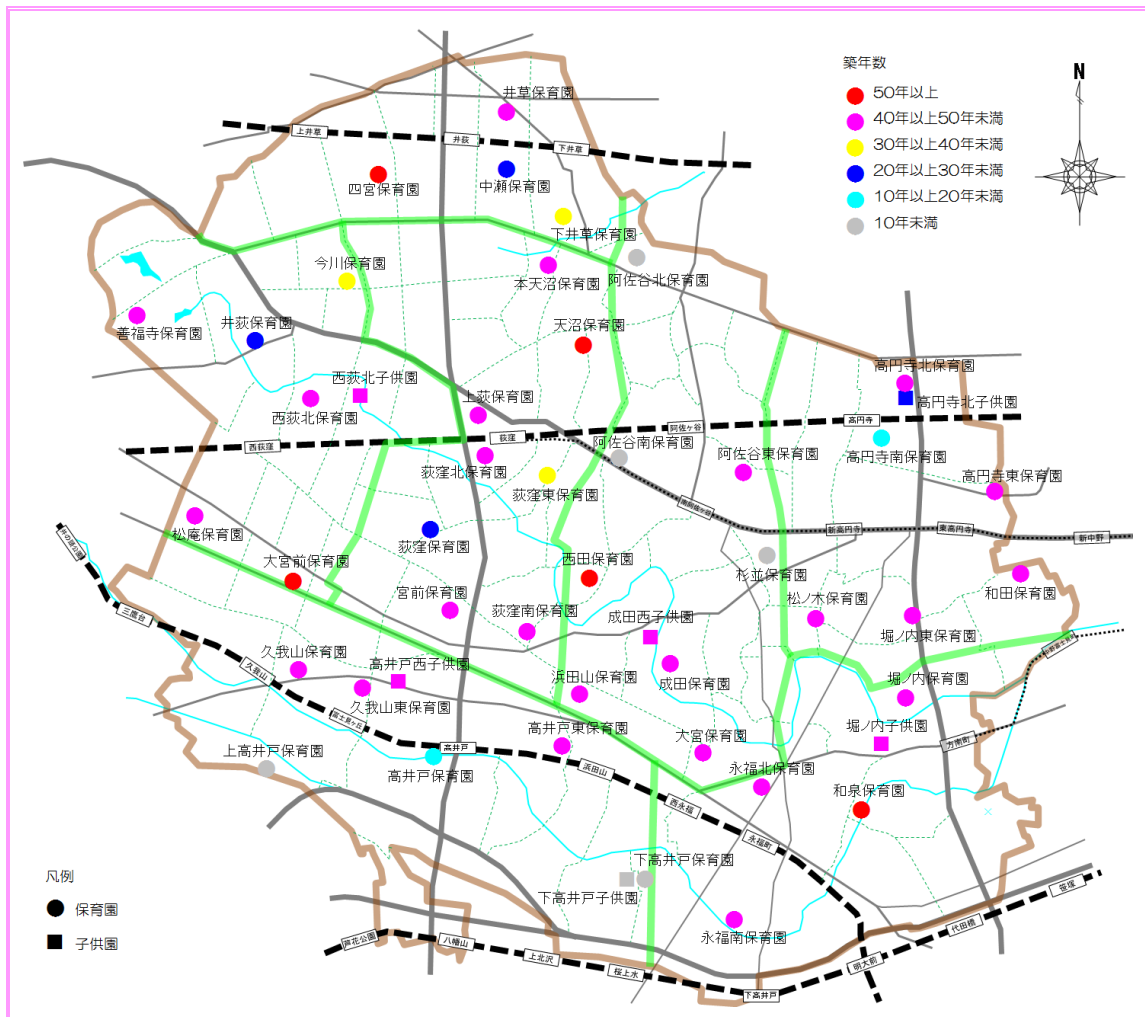 築年数
50年以上
40年以上50年未満
30年以上40年未満
20年以上30年未満
10年以上20年未満
10年未満
N
井草保育園
上井草
井荻
下井草
四宮保育園
中瀬保育園
下井草保育園
今川保育園
本天沼保育園
阿佐谷北保育園
善福寺保育園
井荻保育園
天沼保育園
西荻北子供園
高円寺北保育園
西荻北保育園
上荻保育園
高円寺北子供園
阿佐ヶ谷
高円寺
西荻窪
荻窪
荻窪北保育園
阿佐谷南保育園
阿佐谷東保育園
高円寺南保育園
荻窪東保育園
高円寺東保育園
南阿佐ヶ谷
松庵保育園
荻窪保育園
新高円寺
東高円寺
新中野
井の頭公園
大宮前保育園
西田保育園
杉並保育園
和田保育園
宮前保育園
荻窪南保育園
成田西子供園
松ノ木保育園
堀ノ内東保育園
三鷹台
中野富士見町
久我山保育園
高井戸西子供園
浜田山保育園
成田保育園
堀ノ内保育園
久我山
久我山東保育園
富士見ヶ丘
高井戸東保育園
大宮保育園
堀ノ内子供園
上高井戸保育園
高井戸
高井戸保育園
浜田山
永福北保育園
方南町
和泉保育園
西永福
永福町
下高井戸保育園
下高井戸子供園
永福南保育園
凡例
保育園
子供園
芦花公園
八幡山
上北沢
桜上水
下高井戸
明大前
代田橋
笹塚